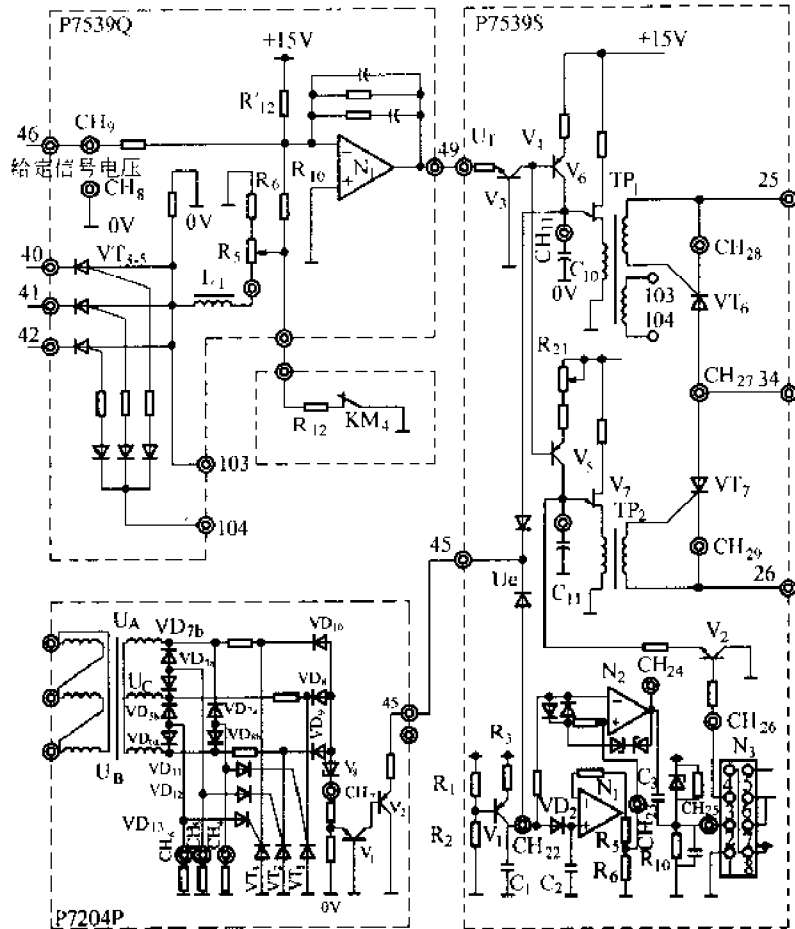 P7539Q
P7539S
+15V
+15V
R'12
CH9
46
给定信号电压
CH8
0V
0V
R6
R10
N1
49
UT
V3
V4
V6
TP1
25
CH28
CH11
C10
0V
103
104
VT6
40
VT3-5
41
42
L1
R5
R21
CH27
34
R12
KM4
103
104
V5
V7
TP2
VT7
CH29
26
C11
45
Ue
UA
VD7b
VD10
UC
VD8
VD9
UB
VD11
VD12
VD13
V2
V1
45
0V
P7204P
V2
CH24
N2
CH26
N3
R1
R3
R2
V1
VD2
N1
C3
CH25
CH22
R5
R6
R10
C1
C2